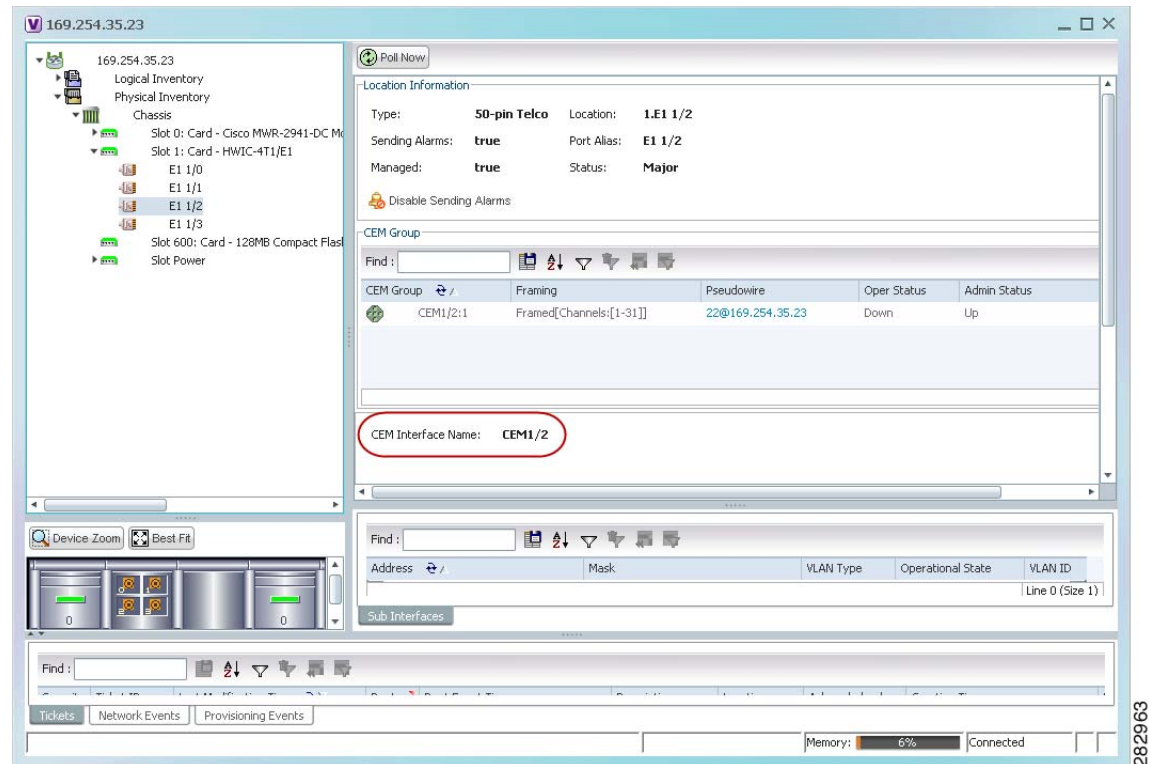 169.254.35.23
169.254.35.23
Logical Inventory
Physical Inventory
Chassis
Slot 0: Card - Cisco MWR-2941-DC
Slot 1: Card - HWIC-4T1/E1
E1 1/0
E1 1/1
E1 1/2
E1 1/3
Slot 600: Card - 128MB Compact
Slot Power
Device Zoom
Best Fit
0
0
Poll Now
Location Information
Type: 50-pin Telco Location: 1.E1 1/2
Sending Alarms: true Port Alias: E1 1/2
Managed: true Status: Major
Disable Sending Alarms
CEM Group
Find :
CEM Group Framing Pseudowire Oper Status Admin Status
CEM1/2:1 Framed[Channels:[1-31]] 22@169.254.35.23 Down Up
CEM Interface Name: CEM1/2
Find :
Address Mask VLAN Type Operational State VLAN ID
Line 0 (Size 1)
Sub Interfaces
Find :
Tickets Network Events Provisioning Events
Memory: 6% Connected
282963